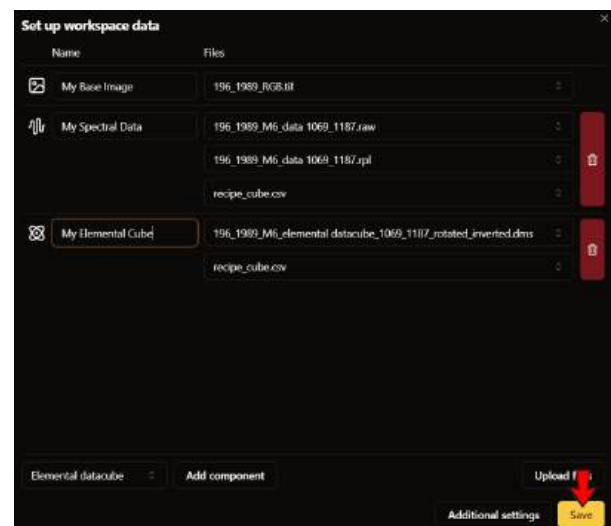 Set up workspace data
Name Files
My Base Image 196_1989_RGB.tif
My Spectral Data 196_1989_M6_data 1069_1187.raw
196_1989_M6_data 1069_1187.rpl
recipe_cube.csv
My Elemental Cube 196_1989_M6_elemental datacube_1069_1187_rotated_inverted.dms
recipe_cube.csv
Elemental datacube Add component Upload
Additional settings Save